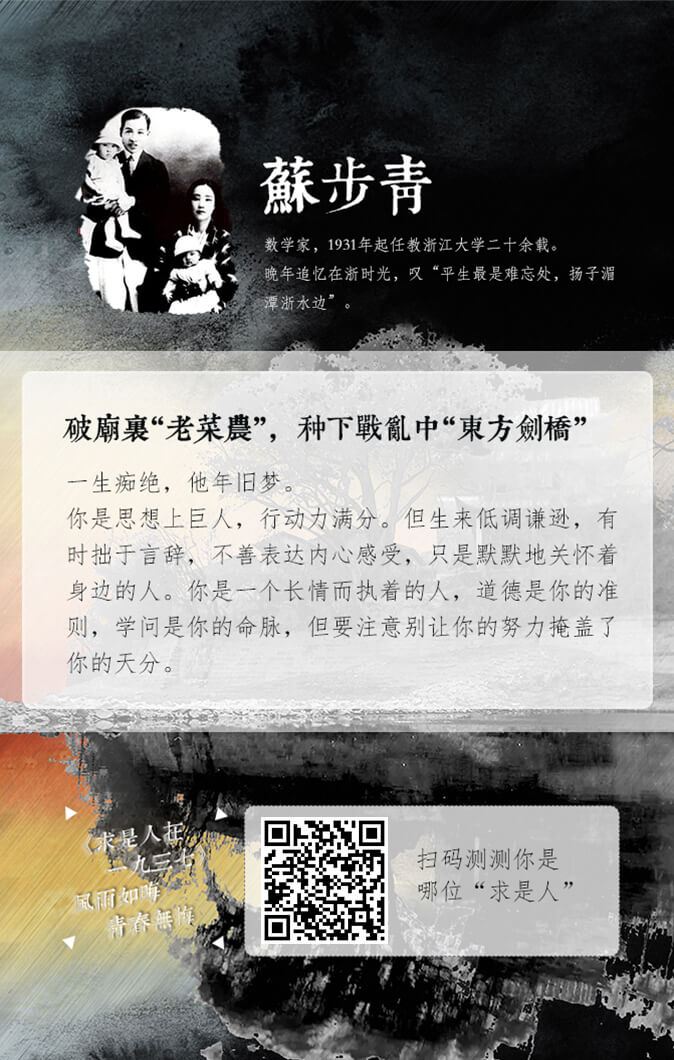 蘇步青
数学家，1931年起任教浙江大学二十余载。
晚年追忆在浙时光，叹“平生最是难忘处，扬子湄
潭浙水边”。
破廟裏“老菜農”，种下戰亂中“東方劍橋”
一生痴绝，他年旧梦。
你是思想上巨人，行动力满分。但生来低调谦逊，有
时拙于言辞，不善表达内心感受，只是默默地关怀着
身边的人。你是一个长情而执着的人，道德是你的准
则，学问是你的命脉，但要注意别让你的努力掩盖了
你的天分。
《求是人在
一九三七》
風雨如晦
青春無悔
扫码测测你是
哪位“求是人”